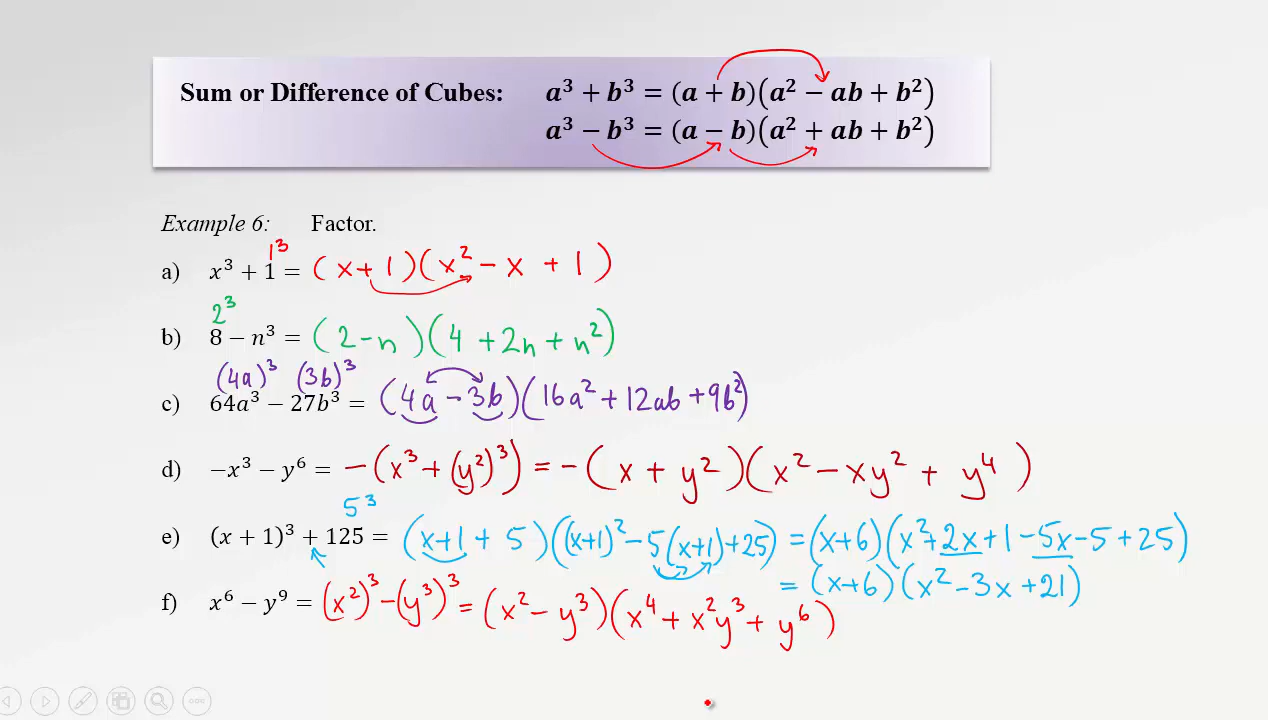 Sum or Difference of Cubes: a³ + b³ = (a + b)(a² − ab + b²)
a³ − b³ = (a − b)(a² + ab + b²)
Example 6: Factor.
1³
a) x³ + 1 = (x + 1)(x² − x + 1)
2³
b) 8 − n³ = (2 − n)(4 + 2n + n²)
(4a)³ (3b)³
c) 64a³ − 27b³ = (4a − 3b)(16a² + 12ab + 9b²)
d) −x³ − y⁶ = −(x³ + (y²)³) = −(x + y²)(x² − xy² + y⁴)
5³
e) (x + 1)³ + 125 = (x+1 + 5)((x+1)² − 5(x+1) + 25) = (x+6)(x² + 2x + 1 − 5x − 5 + 25)
= (x+6)(x² − 3x + 21)
f) x⁶ − y⁹ = (x²)³ − (y³)³ = (x² − y³)(x⁴ + x²y³ + y⁶)